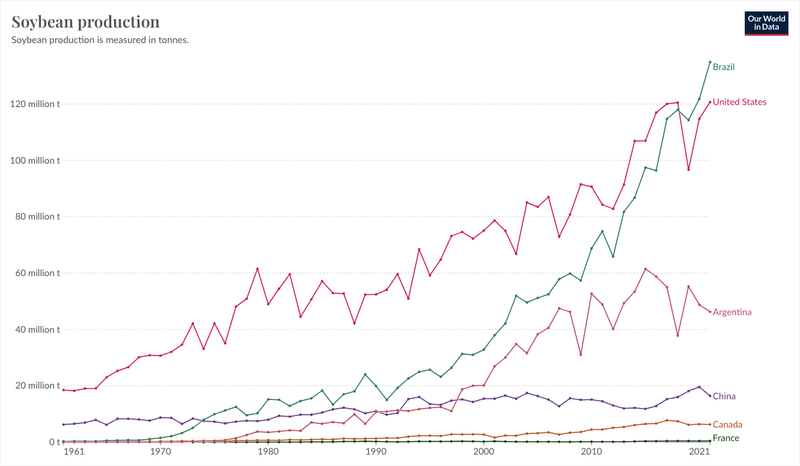 Soybean production
Soybean production is measured in tonnes.
Our World
in Data
120 million t
100 million t
80 million t
60 million t
40 million t
20 million t
0 t
1961
1970
1980
1990
2000
2010
2021
Brazil
United States
Argentina
China
Canada
France